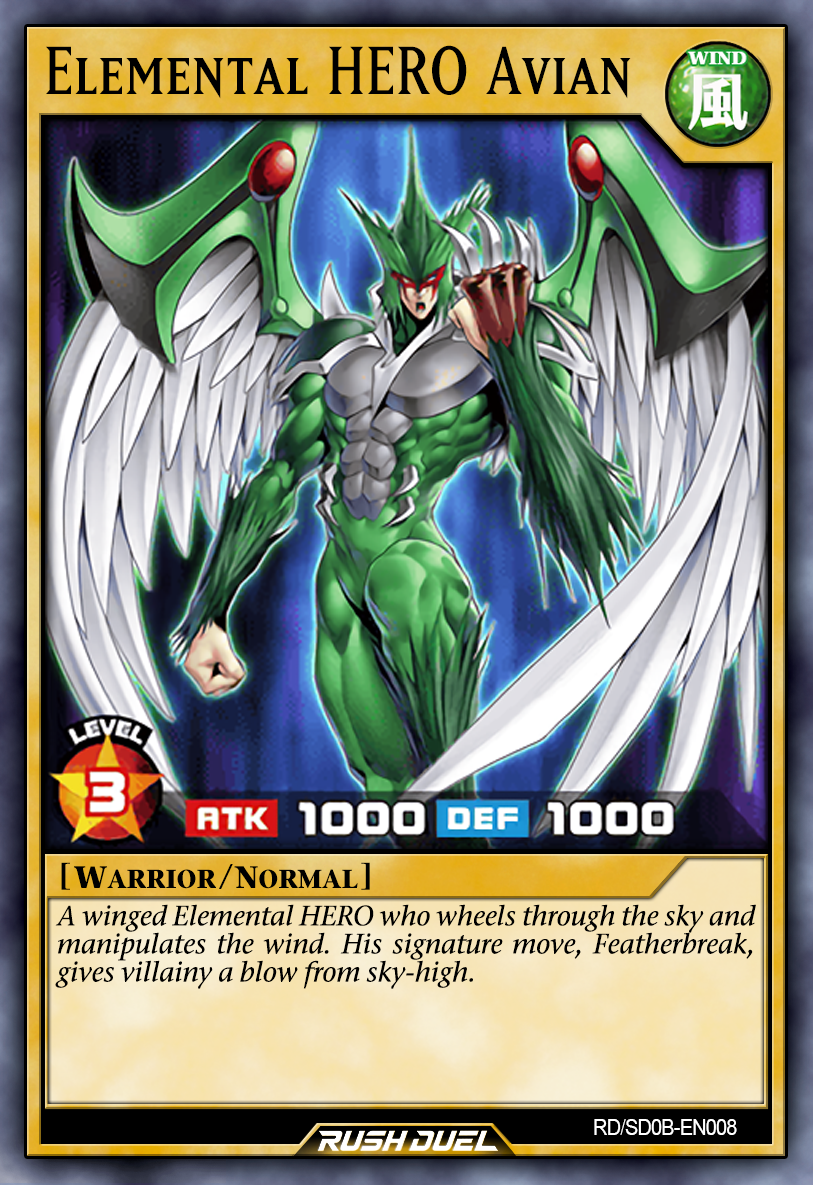 Elemental HERO Avian
WIND
風
LEVEL
3
ATK 1000 DEF 1000
[Warrior/Normal]
A winged Elemental HERO who wheels through the sky and
manipulates the wind. His signature move, Featherbreak,
gives villainy a blow from sky-high.
RD/SD0B-EN008
RUSH DUEL